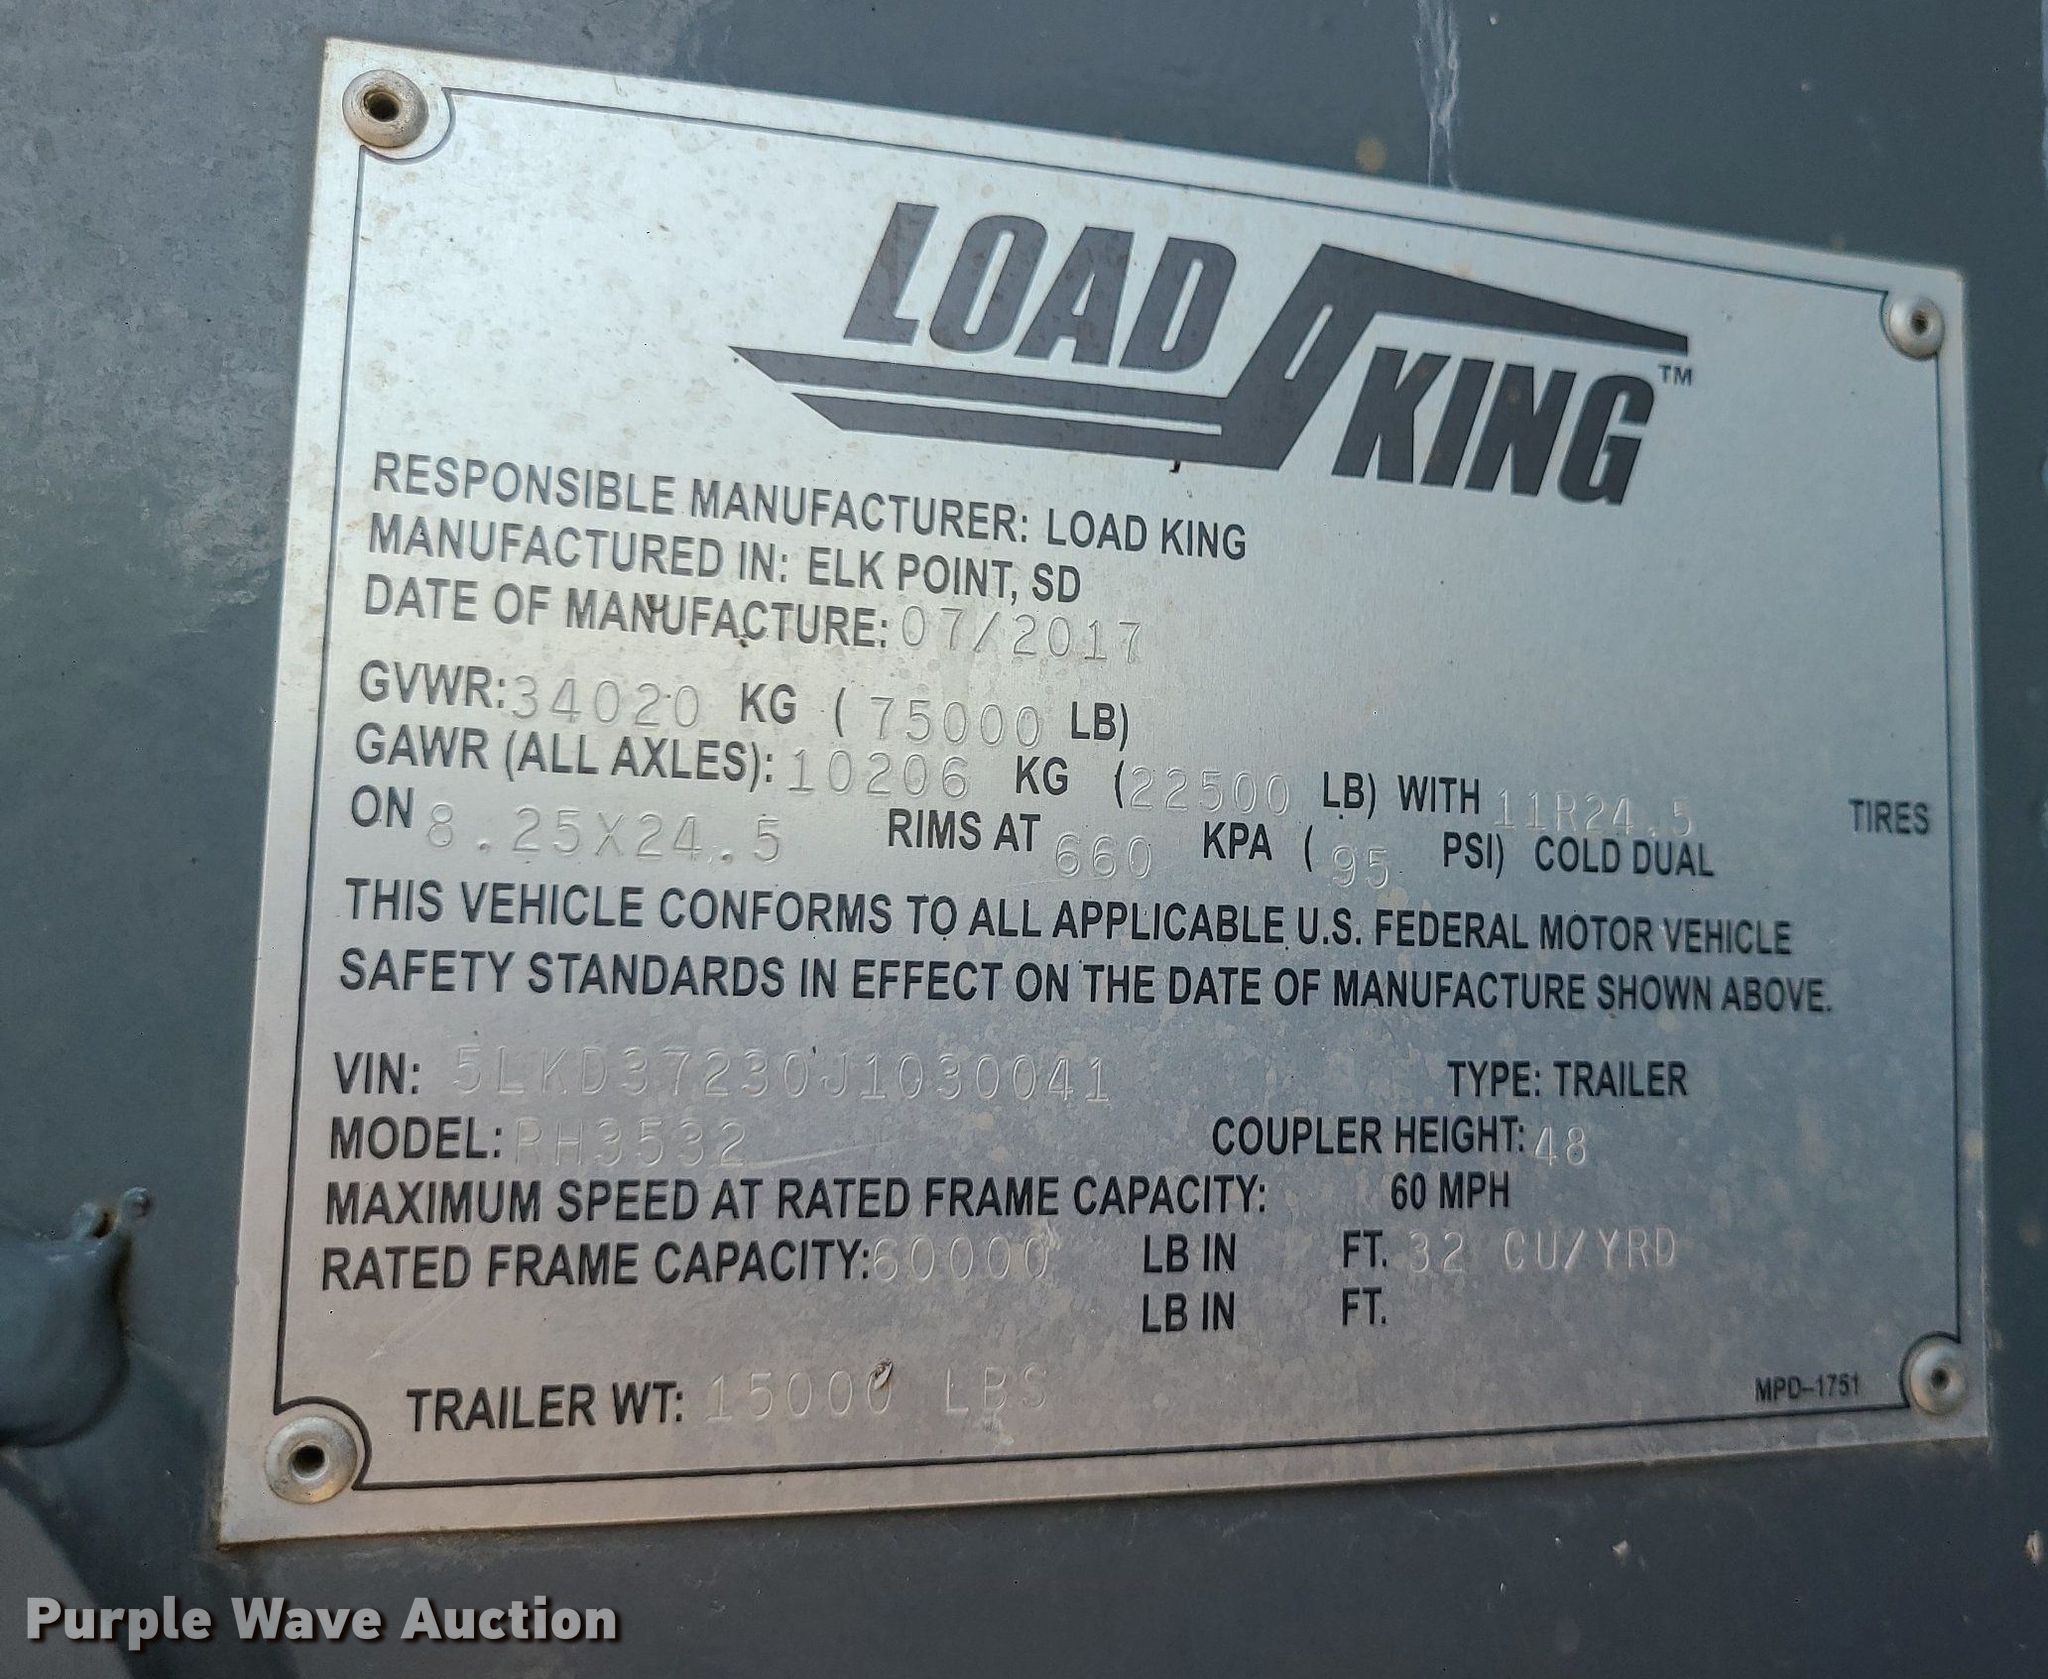 LOAD KING™
RESPONSIBLE MANUFACTURER: LOAD KING
MANUFACTURED IN: ELK POINT, SD
DATE OF MANUFACTURE: 07/2017
GVWR: 34020 KG ( 75000 LB)
GAWR (ALL AXLES): 10206 KG (22500 LB) WITH 11R24.5 TIRES
ON 8.25X24.5 RIMS AT 660 KPA ( 95 PSI) COLD DUAL
THIS VEHICLE CONFORMS TO ALL APPLICABLE U.S. FEDERAL MOTOR VEHICLE
SAFETY STANDARDS IN EFFECT ON THE DATE OF MANUFACTURE SHOWN ABOVE.
VIN: 5LKD37230J1030041 TYPE: TRAILER
MODEL: RH3532 COUPLER HEIGHT: 48
MAXIMUM SPEED AT RATED FRAME CAPACITY: 60 MPH
RATED FRAME CAPACITY: 60000 LB IN FT. 32 CU/YRD
LB IN FT.
TRAILER WT: 15000 LBS
MPD-1751
Purple Wave Auction